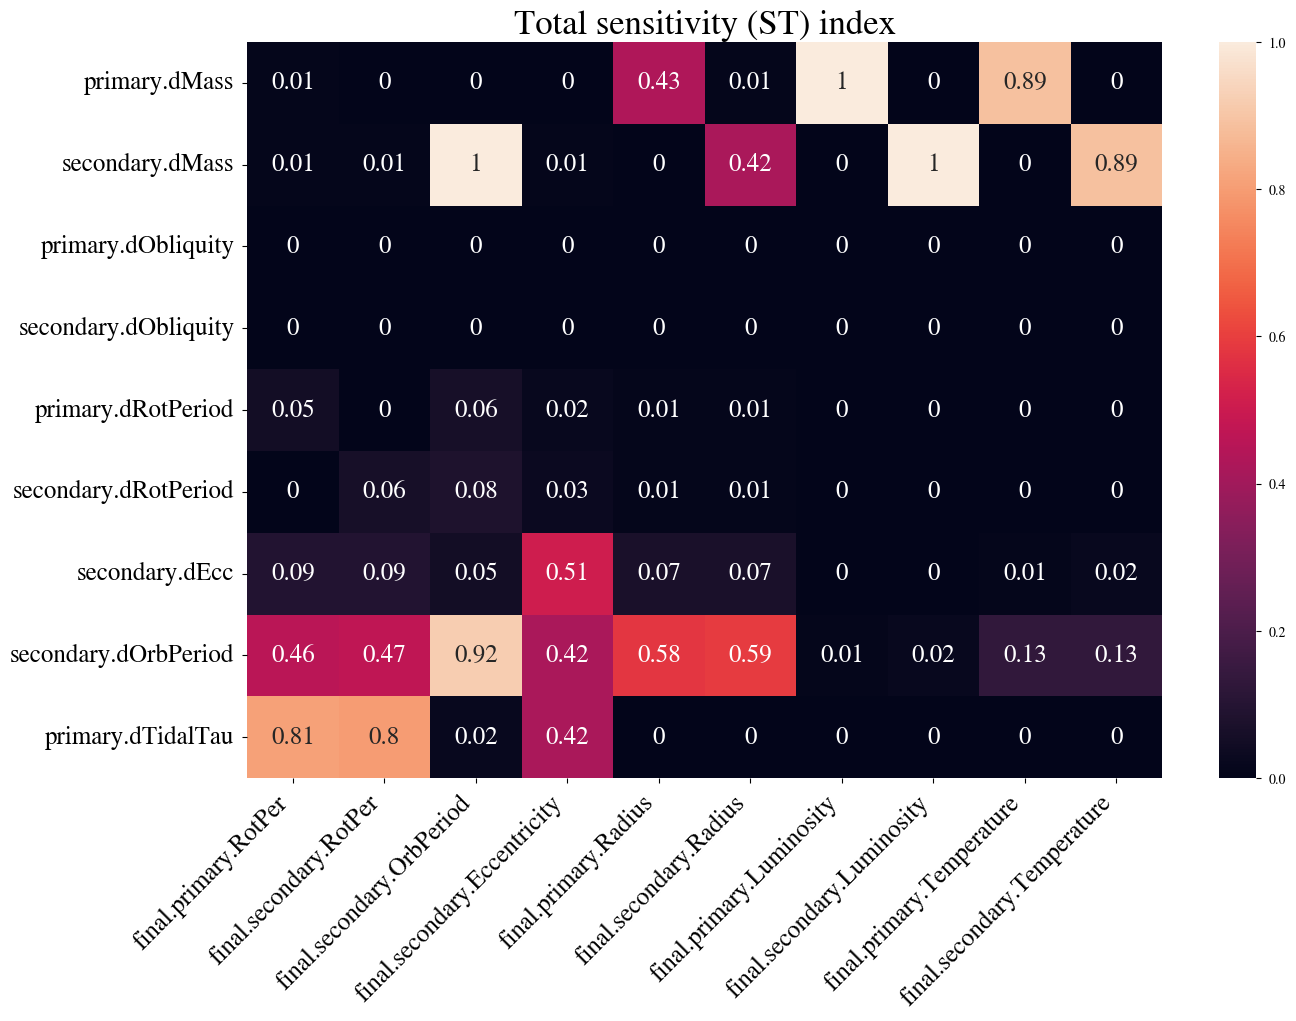 Total sensitivity (ST) index
primary.dMass 0.01 0 0 0 0.43 0.01 1 0 0.89 0
secondary.dMass 0.01 0.01 1 0.01 0 0.42 0 1 0 0.89
primary.dObliquity 0 0 0 0 0 0 0 0 0 0
secondary.dObliquity 0 0 0 0 0 0 0 0 0 0
primary.dRotPeriod 0.05 0 0.06 0.02 0.01 0.01 0 0 0 0
secondary.dRotPeriod 0 0.06 0.08 0.03 0.01 0.01 0 0 0 0
secondary.dEcc 0.09 0.09 0.05 0.51 0.07 0.07 0 0 0.01 0.02
secondary.dOrbPeriod 0.46 0.47 0.92 0.42 0.58 0.59 0.01 0.02 0.13 0.13
primary.dTidalTau 0.81 0.8 0.02 0.42 0 0 0 0 0 0
final.primary.RotPer
final.secondary.RotPer
final.secondary.OrbPeriod
final.secondary.Eccentricity
final.primary.Radius
final.secondary.Radius
final.primary.Luminosity
final.secondary.Luminosity
final.primary.Temperature
final.secondary.Temperature
1.0
0.8
0.6
0.4
0.2
0.0